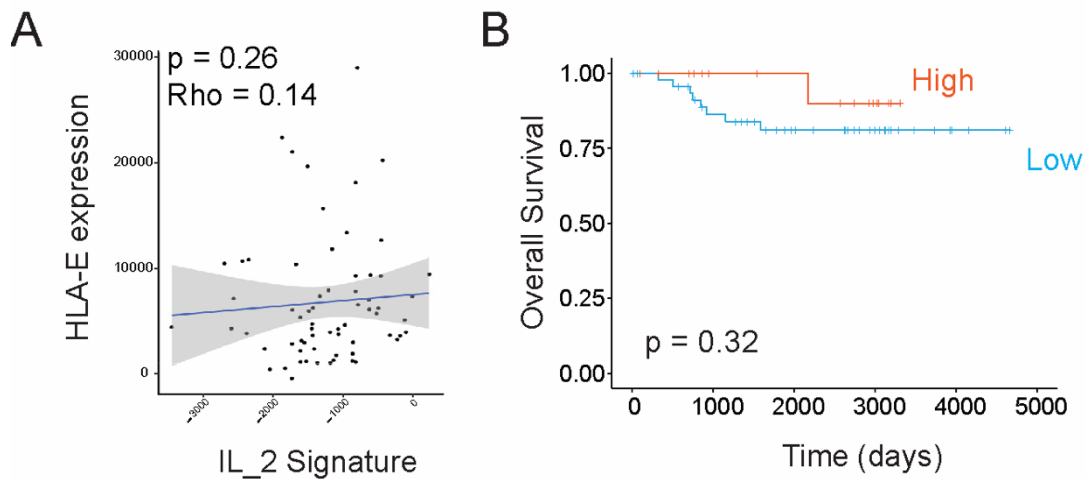 A
p = 0.26
Rho = 0.14
HLA-E expression
30000
20000
10000
0
-3000
-2000
-1000
0
IL_2 Signature
B
High
Low
Overall Survival
1.00
0.75
0.50
0.25
0.00
p = 0.32
0
1000
2000
3000
4000
5000
Time (days)